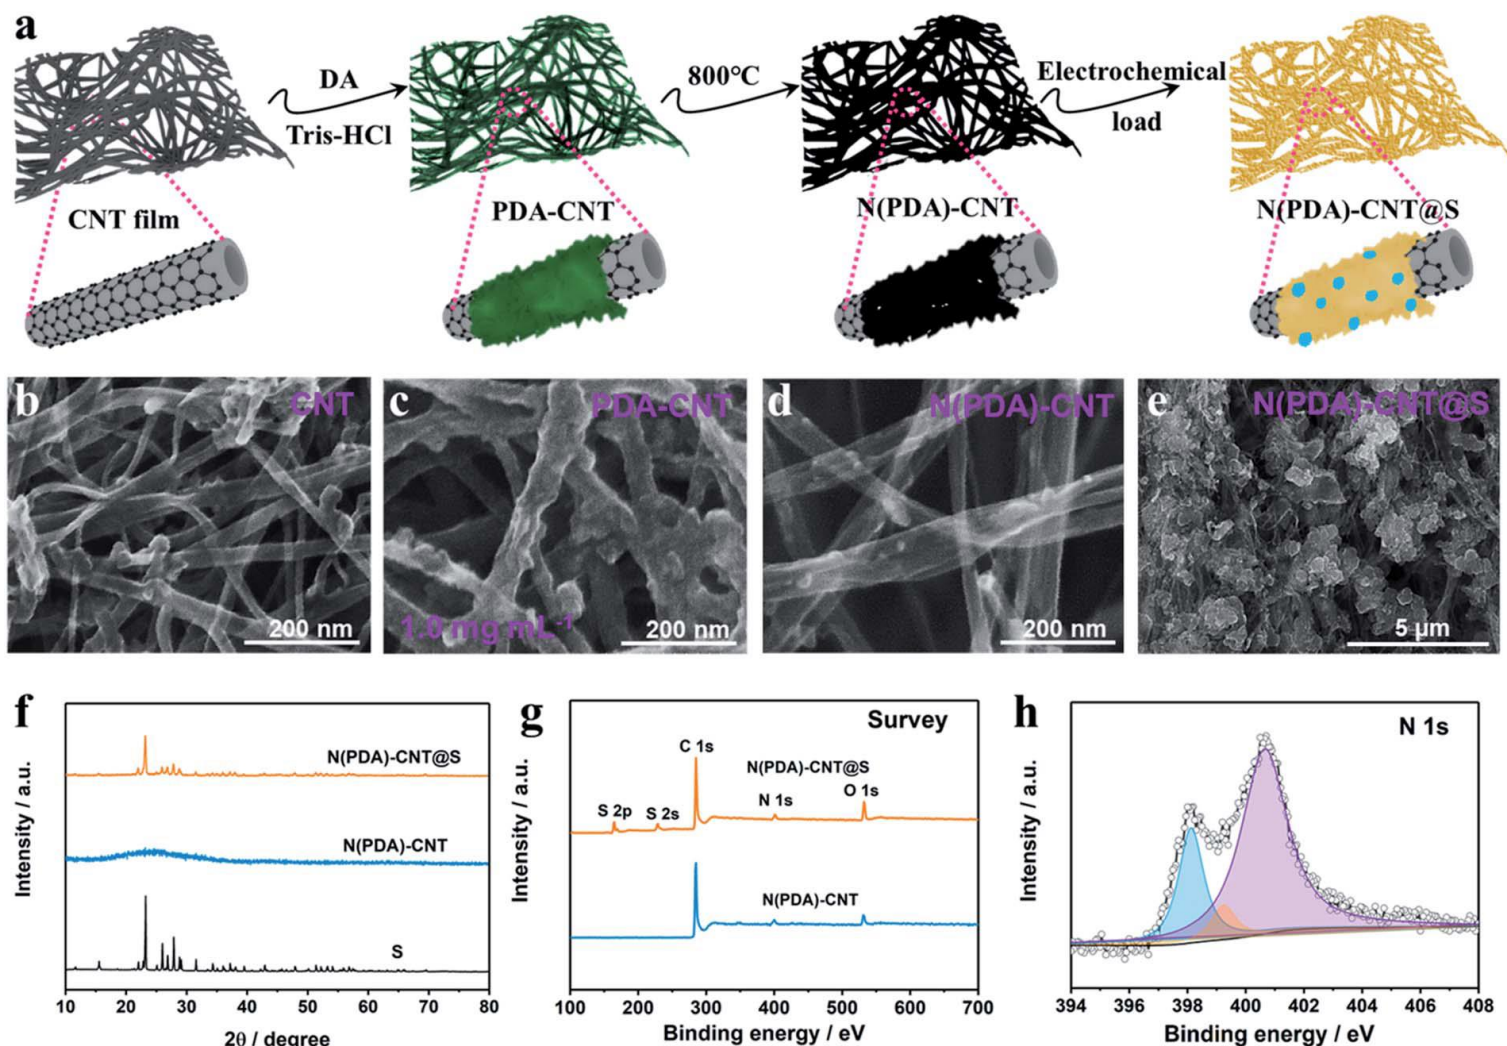 a
DA
Tris-HCl
800°C
Electrochemical
load
CNT film
PDA-CNT
N(PDA)-CNT
N(PDA)-CNT@S
b
CNT
200 nm
c
PDA-CNT
1.0 mg mL-1
200 nm
d
N(PDA)-CNT
200 nm
e
N(PDA)-CNT@S
5 μm
f
Intensity / a.u.
N(PDA)-CNT@S
N(PDA)-CNT
S
10 20 30 40 50 60 70 80
2θ / degree
g
Intensity / a.u.
Survey
C 1s
N(PDA)-CNT@S
S 2p
S 2s
N 1s
O 1s
N(PDA)-CNT
100 200 300 400 500 600 700
Binding energy / eV
h
Intensity / a.u.
N 1s
394 396 398 400 402 404 406 408
Binding energy / eV